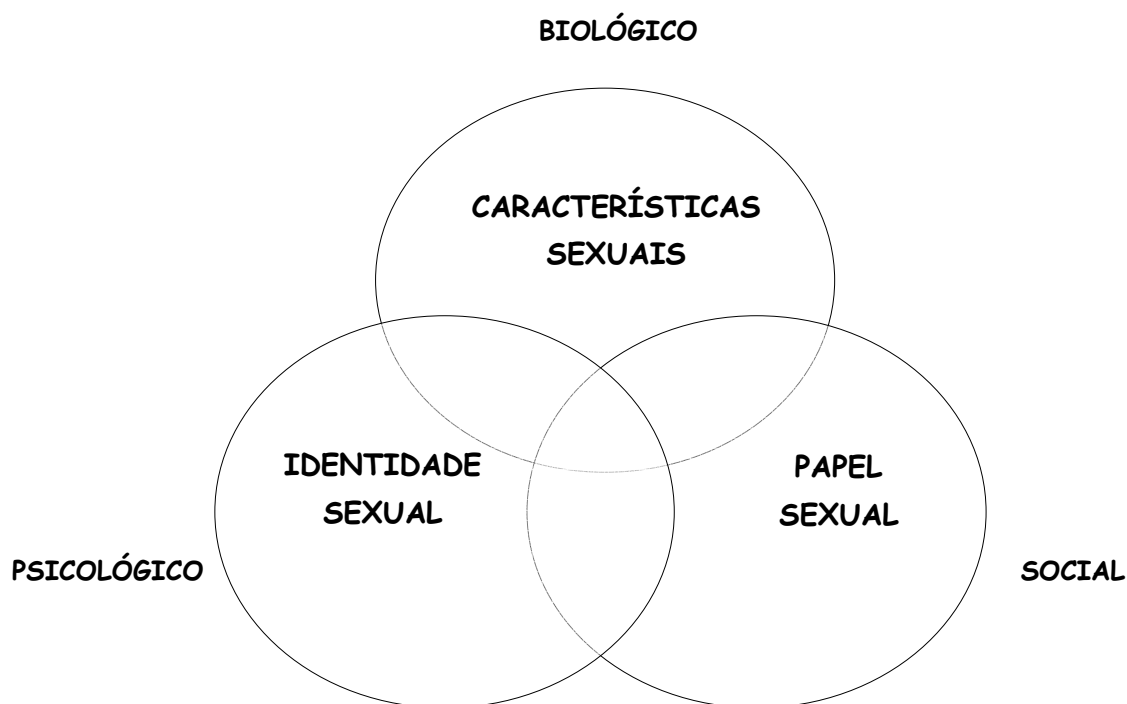 BIOLÓGICO
CARACTERÍSTICAS
SEXUAIS
IDENTIDADE
SEXUAL
PAPEL
SEXUAL
PSICOLÓGICO
SOCIAL